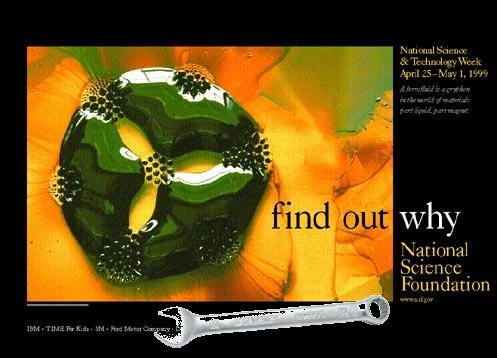 National Science
& Technology Week
April 25–May 1, 1999
A ferrofluid is a gryphon
in the world of materials:
part liquid, part magnet.
find out why
National
Science
Foundation
www.nsf.gov
IBM • TIME For Kids • 3M • Ford Motor Company •